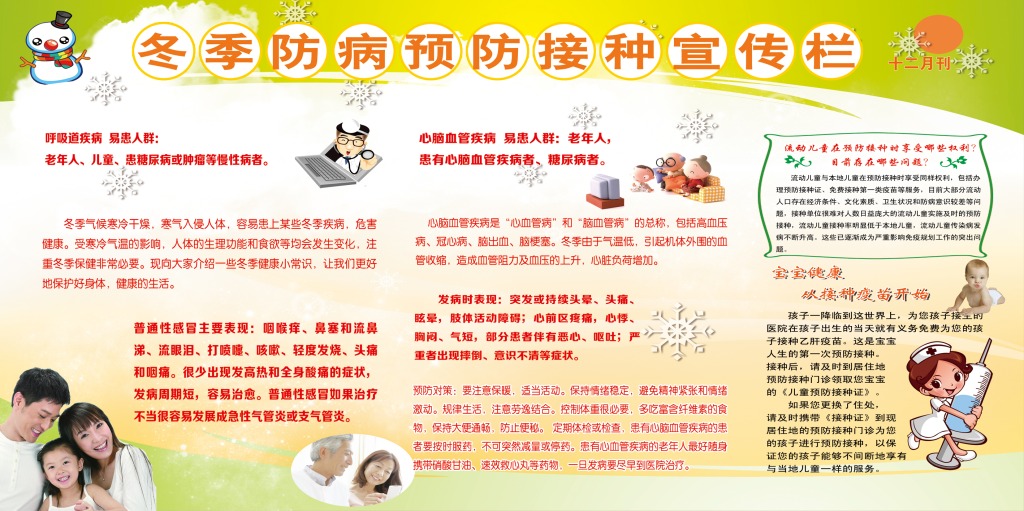 冬季防病预防接种宣传栏
十二月刊
呼吸道疾病 易患人群：
老年人、儿童、患糖尿病或肿瘤等慢性病者。
冬季气候寒冷干燥，寒气入侵人体，容易患上某些冬季疾病，危害
健康。受寒冷气温的影响，人体的生理功能和食欲等均会发生变化，注
重冬季保健非常必要。现向大家介绍一些冬季健康小常识，让我们更好
地保护好身体，健康的生活。
普通性感冒主要表现：咽喉痒、鼻塞和流鼻
涕、流眼泪、打喷嚏、咳嗽、轻度发烧、头痛
和咽痛。很少出现发高热和全身酸痛的症状，
发病周期短，容易治愈。普通性感冒如果治疗
不当很容易发展成急性气管炎或支气管炎。
心脑血管疾病 易患人群：老年人，
患有心脑血管疾病者、糖尿病者。
心脑血管疾病是“心血管病”和“脑血管病”的总称，包括高血压
病、冠心病、脑出血、脑梗塞。冬季由于气温低，引起机体外围的血
管收缩，造成血管阻力及血压的上升，心脏负荷增加。
发病时表现：突发或持续头晕、头痛、
眩晕，肢体活动障碍；心前区疼痛，心悸，
胸闷、气短，部分患者伴有恶心、呕吐；严
重者出现摔倒、意识不清等症状。
预防对策：要注意保暖，适当活动。保持情绪稳定，避免精神紧张和情绪
激动。规律生活，注意劳逸结合。控制体重很必要，多吃富含纤维素的食
物，保持大便通畅，防止便秘。 定期体检或检查，患有心脑血管疾病的患
者要按时服药，不可突然减量或停药。患有心血管疾病的老年人最好随身
携带硝酸甘油、速效救心丸等药物，一旦发病要尽早到医院治疗。
流动儿童在预防接种时享受哪些权利？
目前存在哪些问题？
流动儿童与本地儿童在预防接种时享受同样权利，包括办
理预防接种证、免费接种第一类疫苗等服务，目前大部分流动
人口存在经济条件、文化素质、卫生状况和防病意识较差等问
题，接种单位很难对人数日益庞大的流动儿童实施及时的预防
接种，流动儿童接种率明显低于本地儿童，流动儿童传染病发
病不断升高，这些已逐渐成为严重影响免疫规划工作的突出问
题。
宝宝健康
从接种疫苗开始
孩子一降临到这世上，为您孩子接生的
医院在孩子出生的当天就有义务免费为您的孩
子接种乙肝疫苗，这是宝宝
人生的第一次预防接种。
接种后，请及时到居住地
预防接种门诊领取您宝宝
的《儿童预防接种证》。
如果您更换了住处，
请及时携带《接种证》到现
居住地的预防接种门诊为您
的孩子进行预防接种，以保
证您的孩子能够不间断地享有
与当地儿童一样的服务。